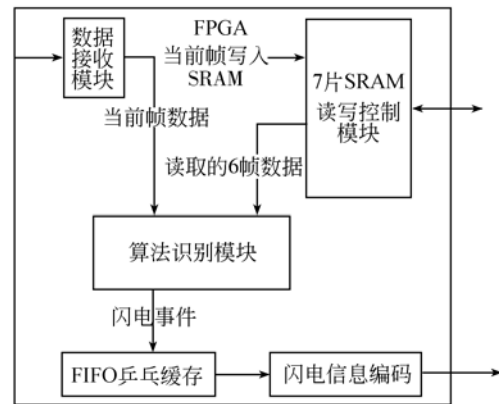 数据
接收
模块
FPGA
当前帧写入
SRAM
7片SRAM
读写控制
模块
当前帧数据
读取的6帧数据
算法识别模块
闪电事件
FIFO乒乓缓存
闪电信息编码